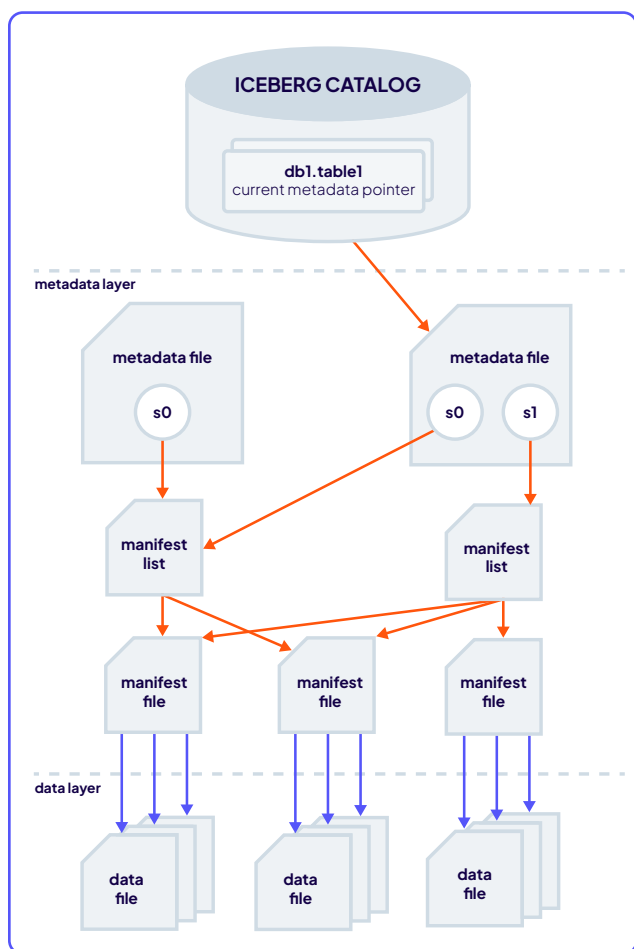 ICEBERG CATALOG
db1.table1
current metadata pointer
metadata layer
metadata file
s0
metadata file
s0
s1
manifest
list
manifest
list
manifest
file
manifest
file
manifest
file
data layer
data
file
data
file
data
file